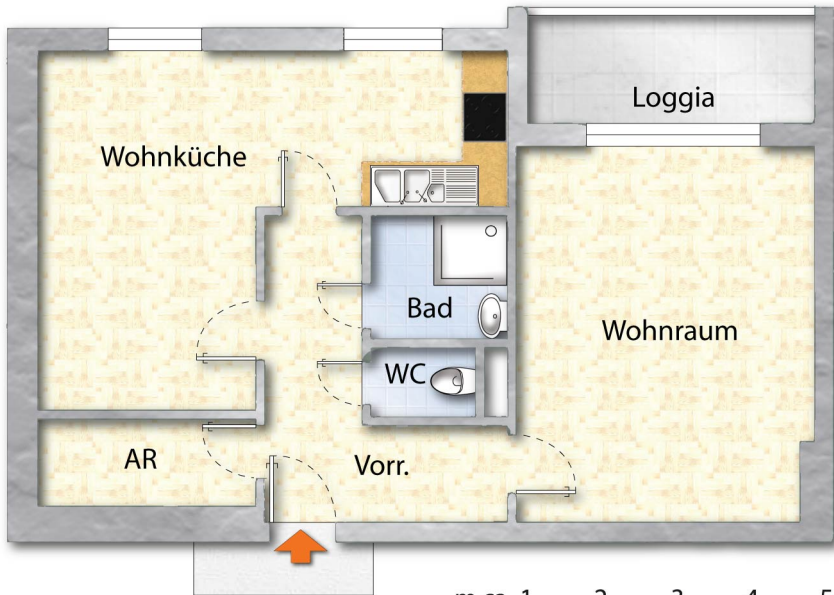 Loggia
Wohnküche
Bad
Wohnraum
WC
AR
Vorr.
m ca. 1 2 3 4 5